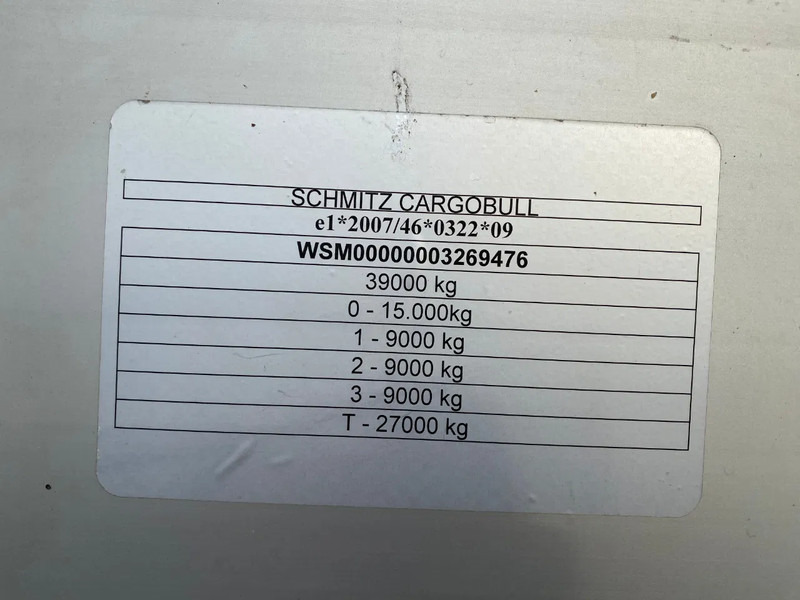 SCHMITZ CARGOBULL
e1*2007/46*0322*09
WSM00000003269476
39000 kg
0 - 15.000kg
1 - 9000 kg
2 - 9000 kg
3 - 9000 kg
T - 27000 kg